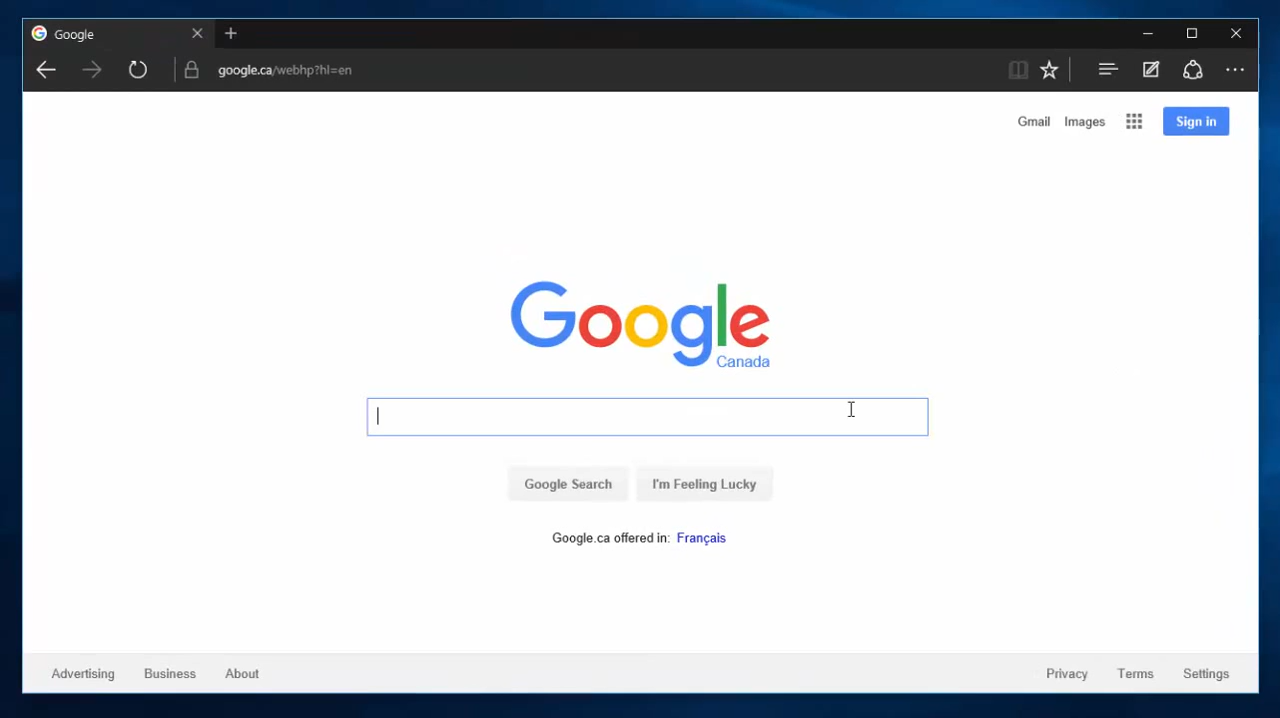 Google
google.ca/webhp?hl=en
Gmail Images Sign in
Google
Canada
Google Search I'm Feeling Lucky
Google.ca offered in: Français
Advertising Business About Privacy Terms Settings